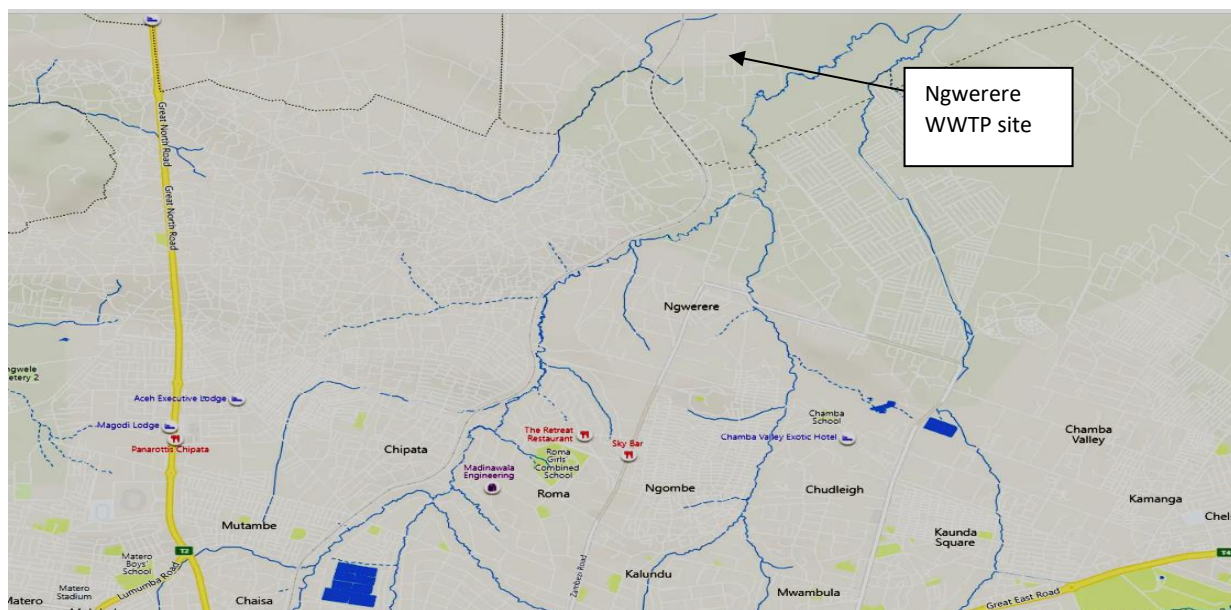 Ngwerere
WWTP site
Great North Road
Great North Road
Ngwerere
Aceh Executive Lodge
Magodi Lodge
Panarottis Chipata
The Retreat
Restaurant
Sky Bar
Chamba
School
Chamba Valley Exotic Hotel
Chamba
Valley
Chipata
Roma
Girls
Combined
School
Madinawala
Engineering
Roma
Ngombe
Chudleigh
Kamanga
Mutambe
Kaunda
Square
T2
Matero
Boys'
School
Lumumba Road
Matero
Stadium
Matero
Chaisa
Zambezi Road
Kalundu
Mwambula
Great East Road
T4